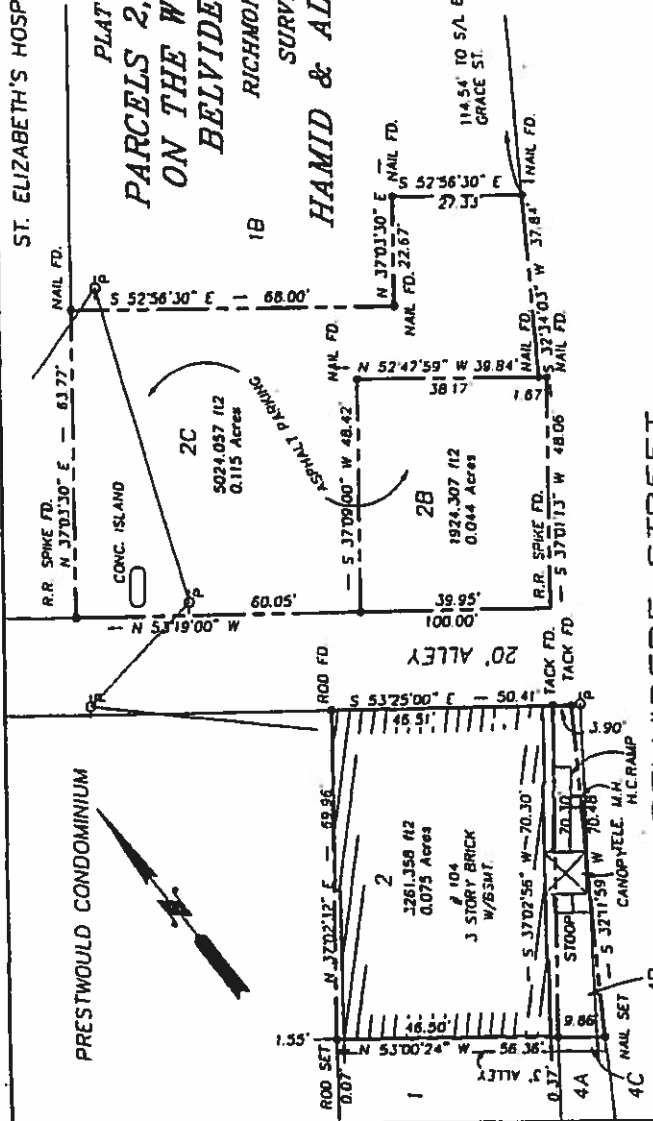 ST. ELIZABETH'S HOSP
PLAT
PARCELS 2,
ON THE W
BELVIDE
RICHMON
SURV
HAMID & AL
1B
114.54' TO S/L E
GRACE ST.
NAIL FD.
R.R. SPIKE FD.
N 37°03'30" E — 63.77'
S 52°56'30" E — 68.00'
N 37°03'30" E —
22.67'
NAIL FD.
NAIL FD.
S 52°56'30" E
27.33'
NAIL FD.
CONC. ISLAND
P
P
P
2C
5024.057 ft2
0.115 Acres
ASPHALT PARKING
NAIL FD.
N 52°47'59" W 39.84'
38.17'
1.67'
NAIL FD.
NAIL FD.
S 32°34'03" W 37.84'
S 37°09'00" W 48.42'
2B
1924.307 ft2
0.044 Acres
R.R. SPIKE FD.
S 37°01'13" W 48.06'
N 53°19'00" W
60.05'
39.95'
100.00'
20' ALLEY
PRESTWOULD CONDOMINIUM
ROD FD.
S 53°25'00" E — 50.41'
46.51'
TACK FD.
TACK FD.
P
3.90'
N 37°02'12" E — 69.96'
2
3261.358 ft2
0.075 Acres
# 104
3 STORY BRICK
W/BSMT.
S 37°02'56" W — 70.30'
70.30'
70.48'
S 32°11'59" W
STOOP
CANOPY
TELE. M.H.
H.C.RAMP
1.55'
ROD SET
0.07'
46.50'
N 53°00'24" W — 56.36'
3' ALLEY
0.37'
9.86'
NAIL SET
1
4A
4C